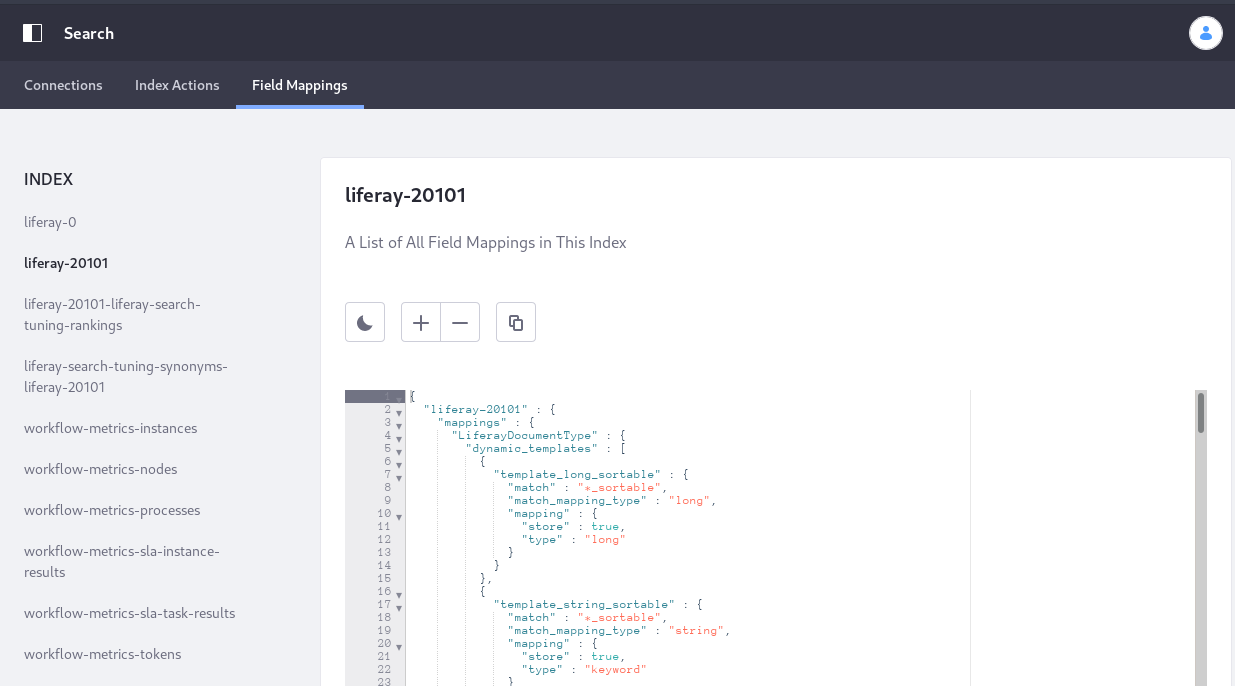 Search
Connections
Index Actions
Field Mappings
INDEX
liferay-0
liferay-20101
liferay-20101-liferay-search-
tuning-rankings
liferay-search-tuning-synonyms-
liferay-20101
workflow-metrics-instances
workflow-metrics-nodes
workflow-metrics-processes
workflow-metrics-sla-instance-
results
workflow-metrics-sla-task-results
workflow-metrics-tokens
liferay-20101
A List of All Field Mappings in This Index
1 {
2 "liferay-20101" : {
3 "mappings" : {
4 "LiferayDocumentType" : {
5 "dynamic_templates" : [
6 {
7 "template_long_sortable" : {
8 "match" : "*_sortable",
9 "match_mapping_type" : "long",
10 "mapping" : {
11 "store" : true,
12 "type" : "long"
13 }
14 }
15 },
16 {
17 "template_string_sortable" : {
18 "match" : "*_sortable",
19 "match_mapping_type" : "string",
20 "mapping" : {
21 "store" : true,
22 "type" : "keyword"
23 }